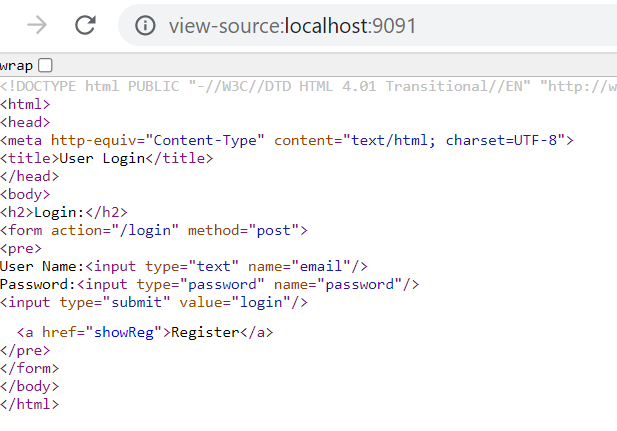 view-source:localhost:9091
wrap
<!DOCTYPE html PUBLIC "-//W3C//DTD HTML 4.01 Transitional//EN" "http://w
<html>
<head>
<meta http-equiv="Content-Type" content="text/html; charset=UTF-8">
<title>User Login</title>
</head>
<body>
<h2>Login:</h2>
<form action="/login" method="post">
<pre>
User Name:<input type="text" name="email"/>
Password:<input type="password" name="password"/>
<input type="submit" value="login"/>
<a href="showReg">Register</a>
</pre>
</form>
</body>
</html>